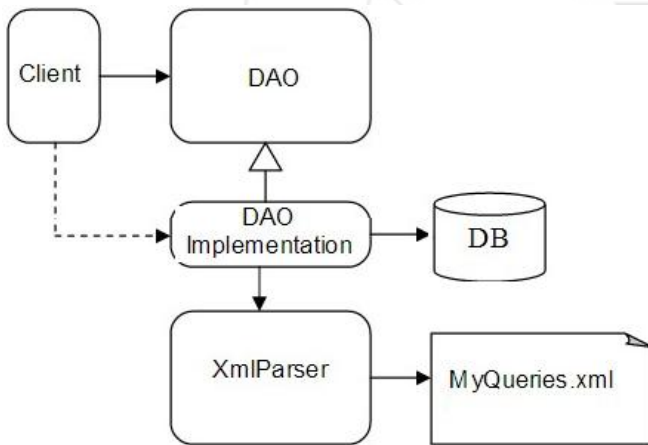 Client
DAO
DAO
Implementation
DB
XmlParser
MyQueries.xml